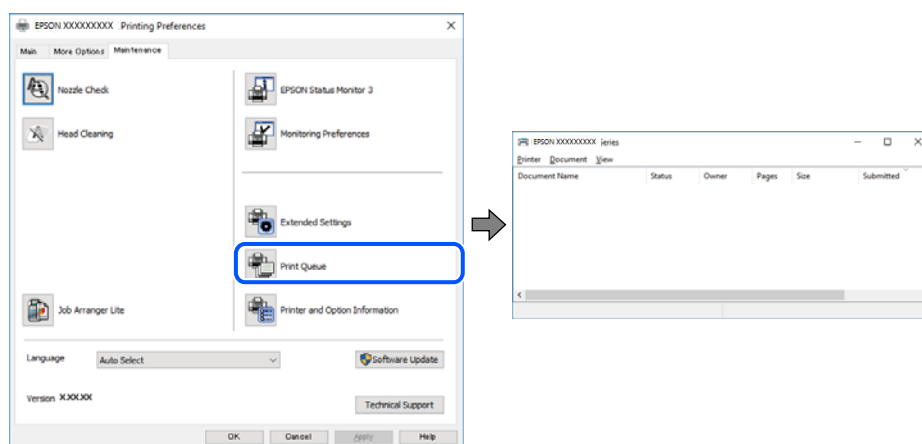 EPSON XXXXXXXXX Printing Preferences
Main More Options Maintenance
Nozzle Check
EPSON Status Monitor 3
Head Cleaning
Monitoring Preferences
Extended Settings
Print Queue
Job Arranger Lite
Printer and Option Information
Language Auto Select Software Update
Version X.XX.XX
Technical Support
OK Cancel Apply Help
EPSON XXXXXXXXX jeries
Printer Document View
Document Name Status Owner Pages Size Submitted